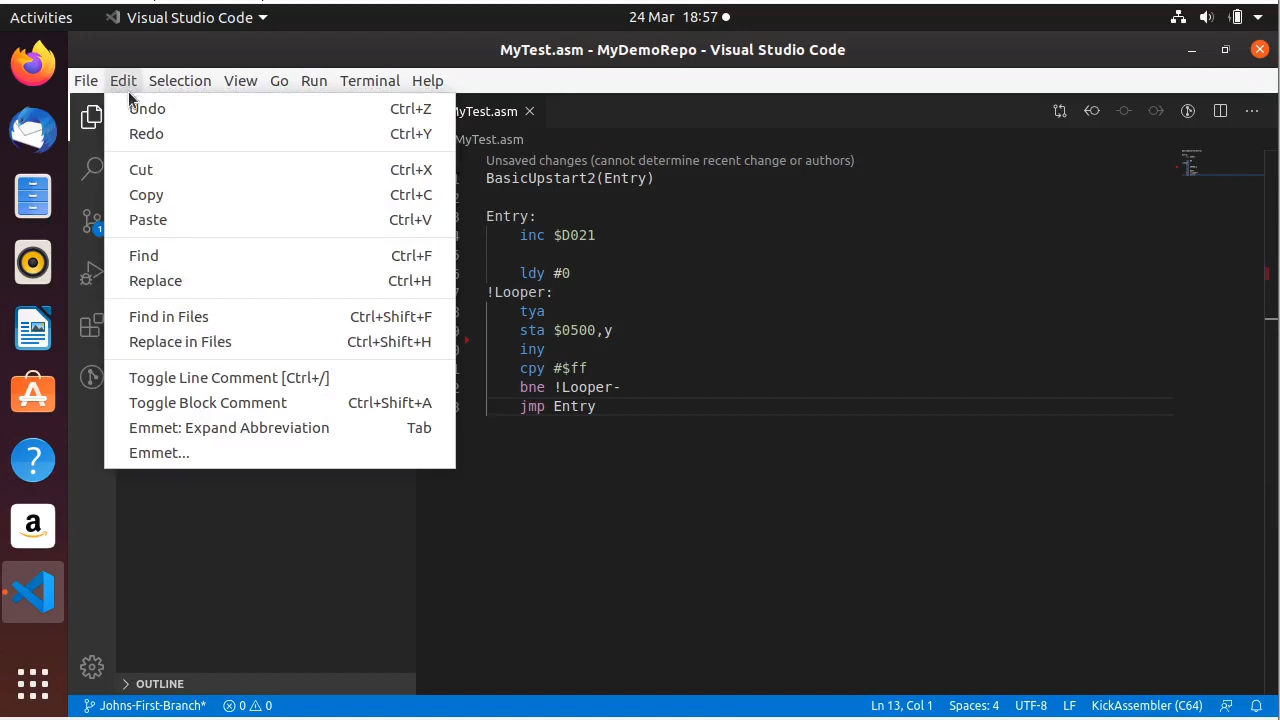 Activities
Visual Studio Code
24 Mar 18:57
MyTest.asm - MyDemoRepo - Visual Studio Code
File Edit Selection View Go Run Terminal Help
Undo Ctrl+Z
Redo Ctrl+Y
Cut Ctrl+X
Copy Ctrl+C
Paste Ctrl+V
Find Ctrl+F
Replace Ctrl+H
Find in Files Ctrl+Shift+F
Replace in Files Ctrl+Shift+H
Toggle Line Comment [Ctrl+/]
Toggle Block Comment Ctrl+Shift+A
Emmet: Expand Abbreviation Tab
Emmet...
1
MyTest.asm
MyTest.asm
Unsaved changes (cannot determine recent change or authors)
BasicUpstart2(Entry)
Entry:
inc $D021
ldy #0
!Looper:
tya
sta $0500,y
iny
cpy #$ff
bne !Looper-
jmp Entry
OUTLINE
Johns-First-Branch* 0 0
Ln 13, Col 1 Spaces: 4 UTF-8 LF KickAssembler (C64)